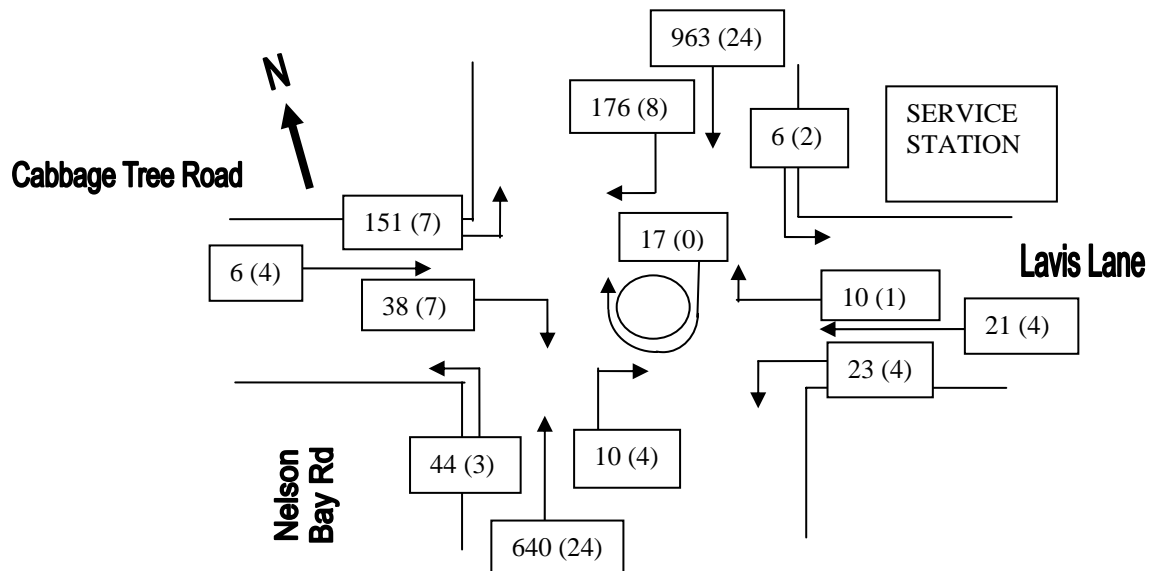 963 (24)
N
176 (8)
6 (2)
SERVICE
STATION
Cabbage Tree Road
151 (7)
17 (0)
6 (4)
Lavis Lane
38 (7)
10 (1)
21 (4)
23 (4)
44 (3)
10 (4)
Nelson
Bay Rd
640 (24)